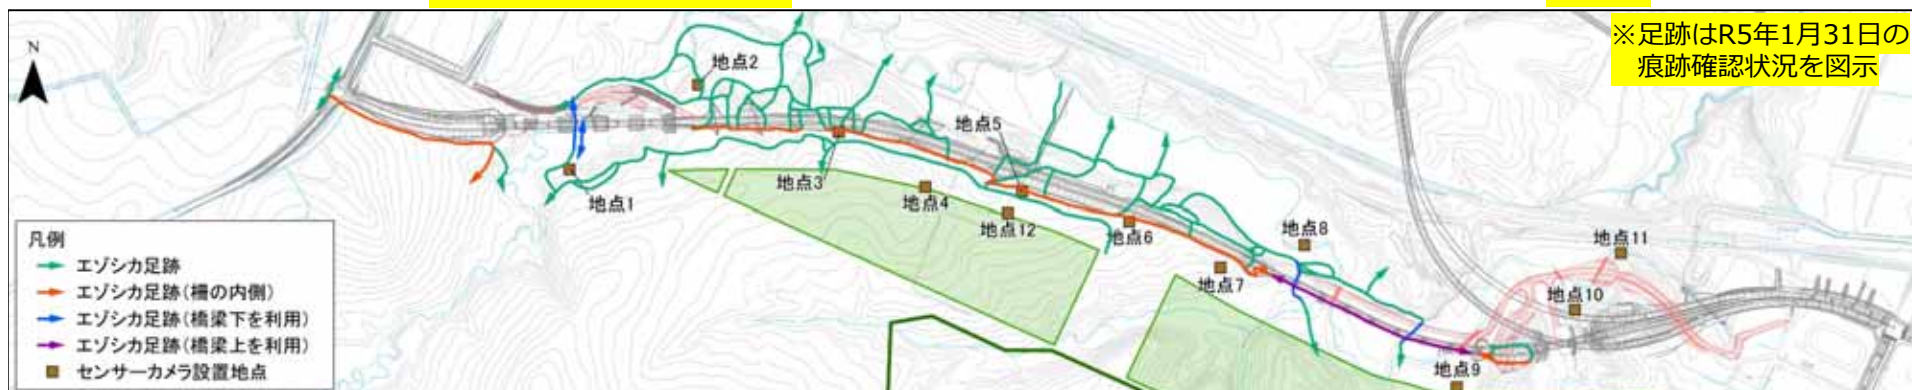 ※足跡はR5年1月31日の
痕跡確認状況を図示
N
地点2
地点5
地点3
地点1
地点4
地点12
地点6
地点8
地点7
地点11
地点10
地点9
凡例
エゾシカ足跡
エゾシカ足跡(柵の内側)
エゾシカ足跡(橋梁下を利用)
エゾシカ足跡(橋梁上を利用)
センサーカメラ設置地点